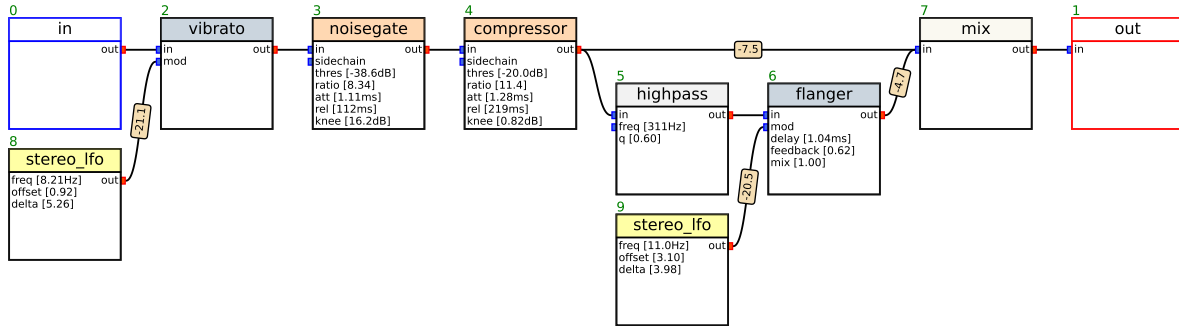 0
in
out
2
vibrato
in
out
mod
3
noisegate
in
out
sidechain
thres [-38.6dB]
ratio [8.34]
att [1.11ms]
rel [112ms]
knee [16.2dB]
4
compressor
in
out
sidechain
thres [-20.0dB]
ratio [11.4]
att [1.28ms]
rel [219ms]
knee [0.82dB]
-7.5
7
mix
in
out
1
out
in
-21.1
5
highpass
in
out
freq [311Hz]
q [0.60]
6
flanger
in
out
mod
delay [1.04ms]
feedback [0.62]
mix [1.00]
-4.7
8
stereo_lfo
freq [8.21Hz]
out
offset [0.92]
delta [5.26]
-20.5
9
stereo_lfo
freq [11.0Hz]
out
offset [3.10]
delta [3.98]